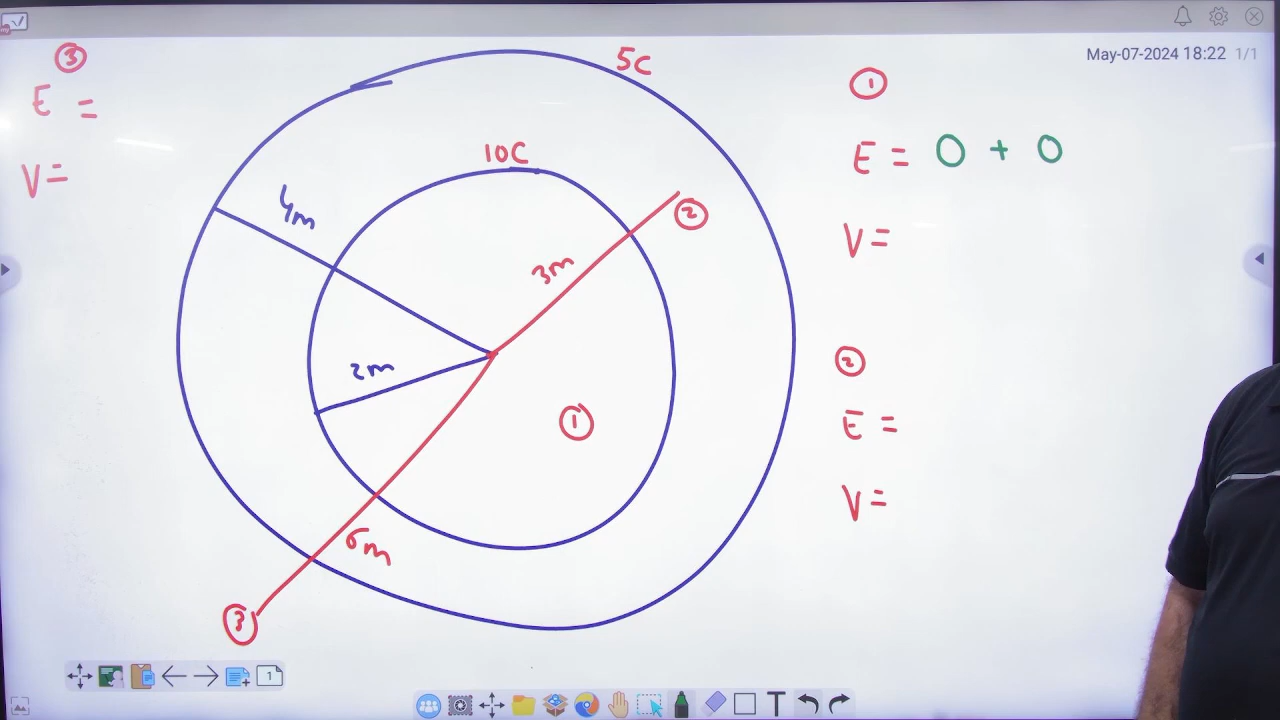 May-07-2024 18:22 1/1
③
E =
V=
5C
10C
4m
3m
②
2m
①
6m
③
①
E = 0 + 0
V=
②
E =
V=
1
T